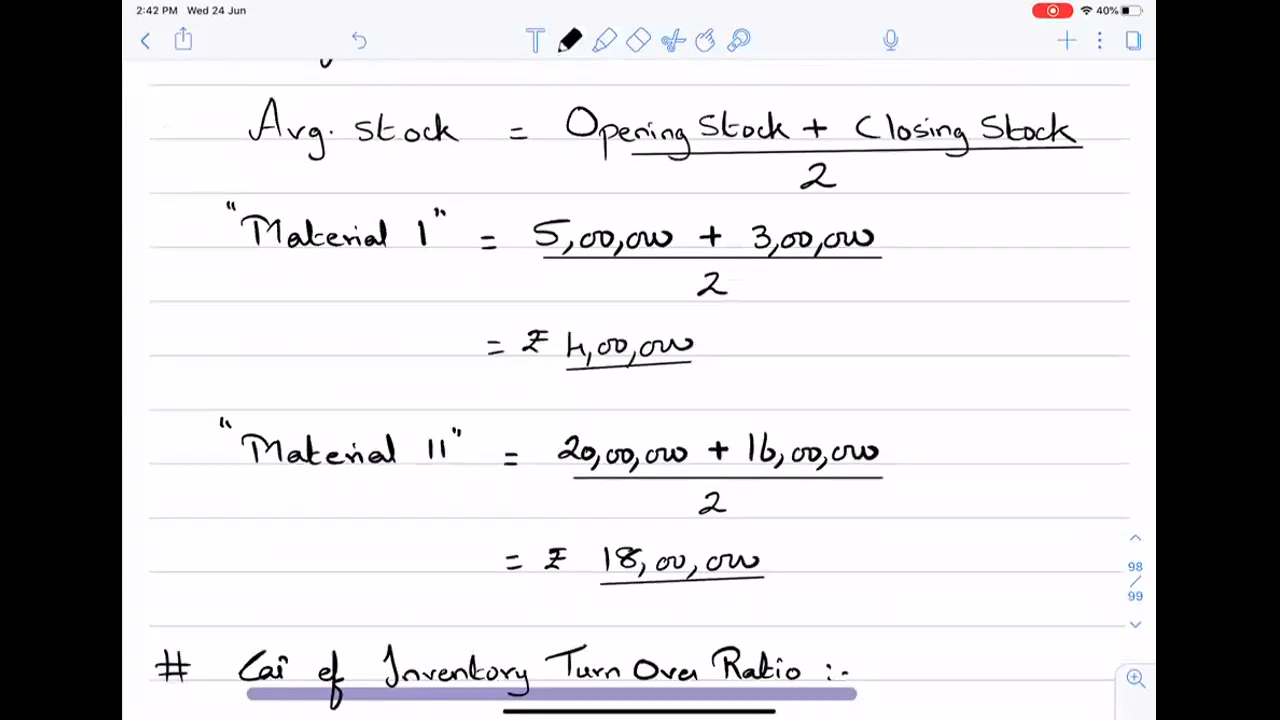 2:42 PM Wed 24 Jun
40%
T
Avg. stock = Opening Stock + Closing Stock
2
"Material I" = 5,00,000 + 3,00,000
2
= ₹ 4,00,000
"Material II" = 20,00,000 + 16,00,000
2
= ₹ 18,00,000
98
/
99
# Cal of Inventory Turn Over Ratio :-